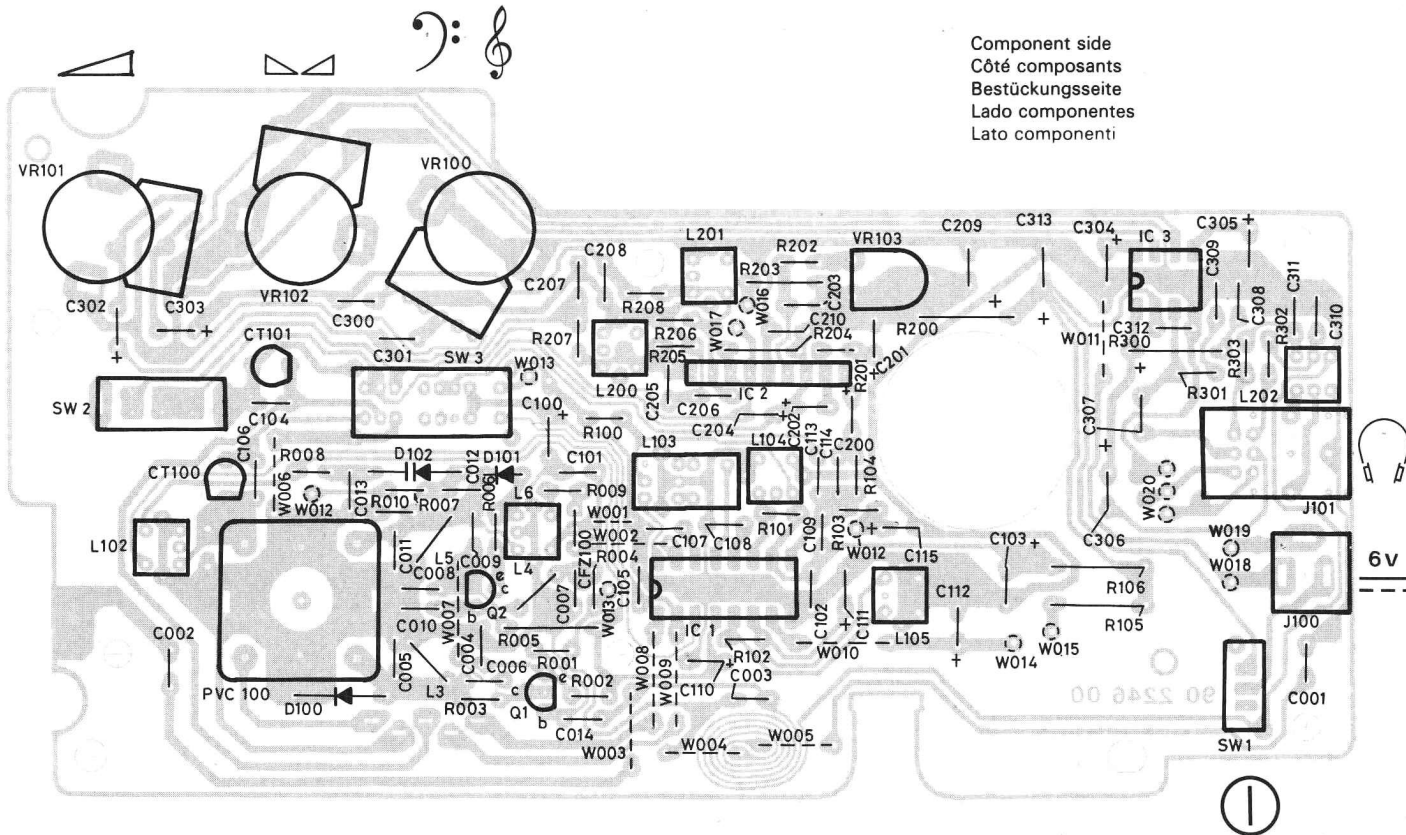 Component side
Côté composants
Bestückungsseite
Lado componentes
Lato componenti
VR101
VR100
VR102
L201
R202
VR103
C209
C313
C304
+
IC 3
C309
C305
+
C208
C207
R203
C203
W016
C210
R208
R206
W017
R204
R200
+
+
C312
C308
C311
C310
R302
C302
+
C303
+
C300
CT101
C301
SW 3
W013
R207
R205
L200
C205
C206
IC 2
C204
+
C202
+
+
R201
+
C201
W011
R300
+
R303
R301
L202
C307
+
SW 2
C104
C106
CT100
W006
R008
W012
C013
D102
R010
R007
C012
D101
R006
L6
C100
+
R100
C101
R009
W001
W002
L103
L104
C113
C114
C200
R104
R101
C109
R103
W012
+
C115
C107
C108
C103
+
C306
W020
J101
W019
W018
6v
J100
L102
C011
L5
C008
C009
L4
CFZ100
R004
C105
W013
C007
e
c
b
Q2
C010
W007
C004
R005
IC 1
C102
C111
+
L105
C112
+
W014
W015
R106
R105
C002
PVC 100
D100
C005
L3
R003
C006
R001
e
c
b
Q1
R002
C014
W003
W008
W009
C110
+
R102
C003
W010
W004
W005
90 2246 00
SW1
C001